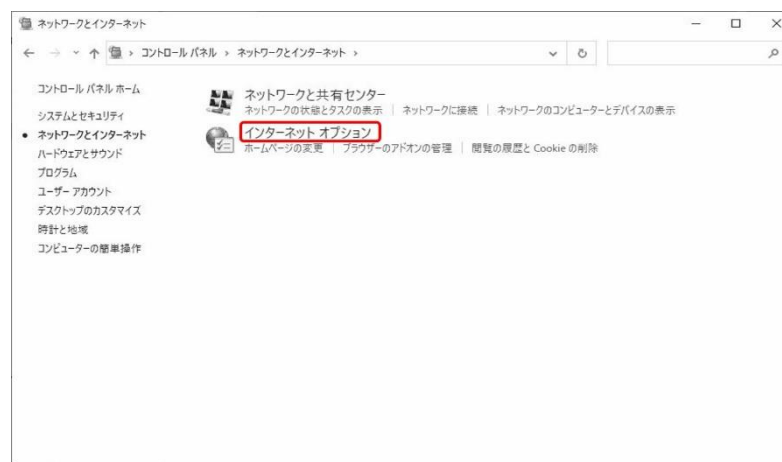 ネットワークとインターネット
コントロール パネル › ネットワークとインターネット ›
コントロール パネル ホーム
システムとセキュリティ
ネットワークとインターネット
ハードウェアとサウンド
プログラム
ユーザー アカウント
デスクトップのカスタマイズ
時計と地域
コンピューターの簡単操作
ネットワークと共有センター
ネットワークの状態とタスクの表示 | ネットワークに接続 | ネットワークのコンピューターとデバイスの表示
インターネット オプション
ホームページの変更 | ブラウザーのアドオンの管理 | 閲覧の履歴と Cookie の削除